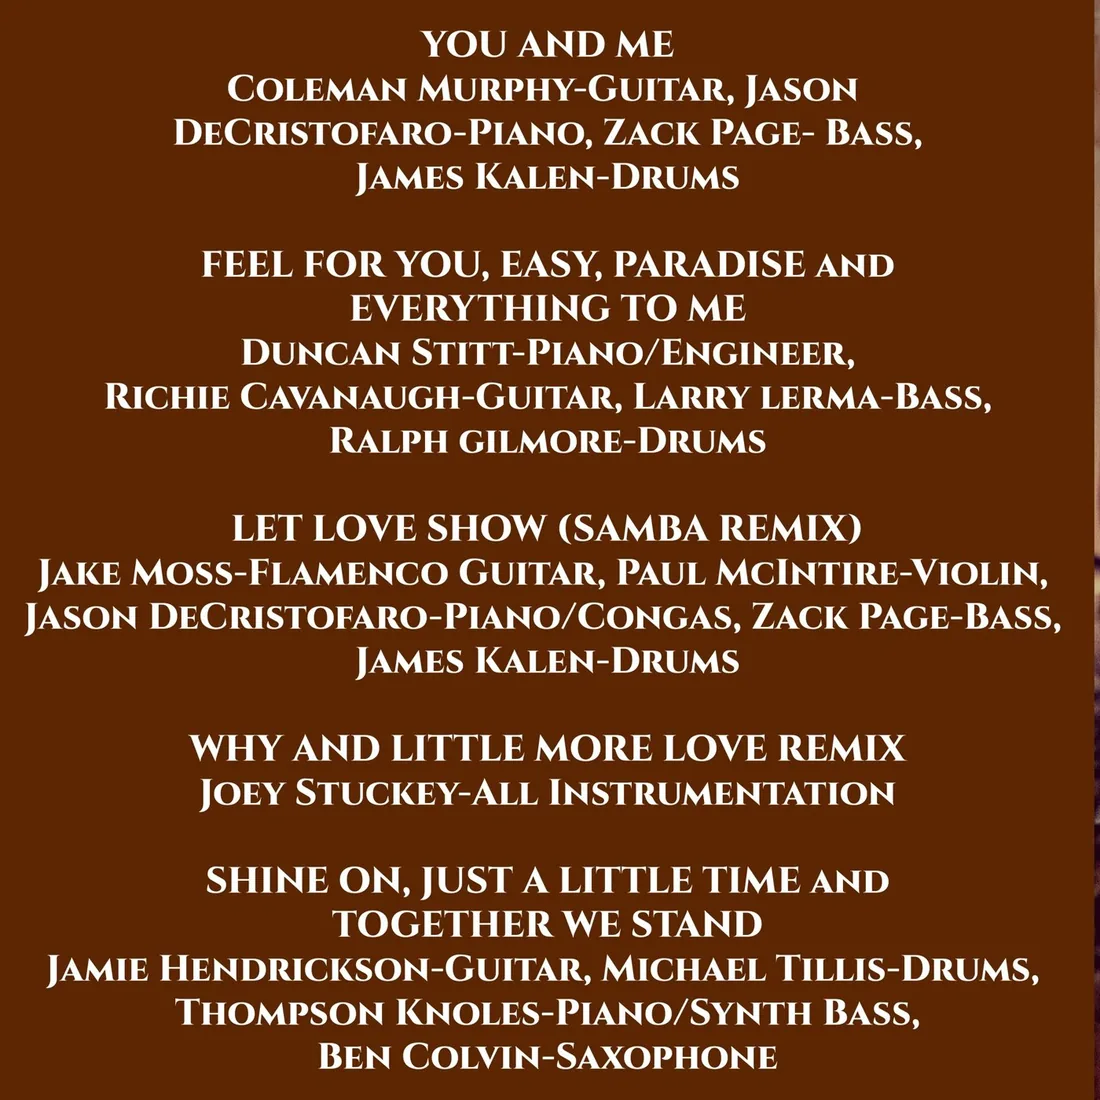 YOU AND ME
Coleman Murphy-Guitar, Jason
DeCristofaro-Piano, Zack Page- Bass,
James Kalen-Drums
FEEL FOR YOU, EASY, PARADISE and
EVERYTHING TO ME
Duncan Stitt-Piano/Engineer,
Richie Cavanaugh-Guitar, Larry lerma-Bass,
Ralph gilmore-Drums
LET LOVE SHOW (SAMBA REMIX)
Jake Moss-Flamenco Guitar, Paul McIntire-Violin,
Jason DeCristofaro-Piano/Congas, Zack Page-Bass,
James Kalen-Drums
WHY AND LITTLE MORE LOVE REMIX
Joey Stuckey-All Instrumentation
SHINE ON, JUST A LITTLE TIME and
TOGETHER WE STAND
Jamie Hendrickson-Guitar, Michael Tillis-Drums,
Thompson Knoles-Piano/Synth Bass,
Ben Colvin-Saxophone